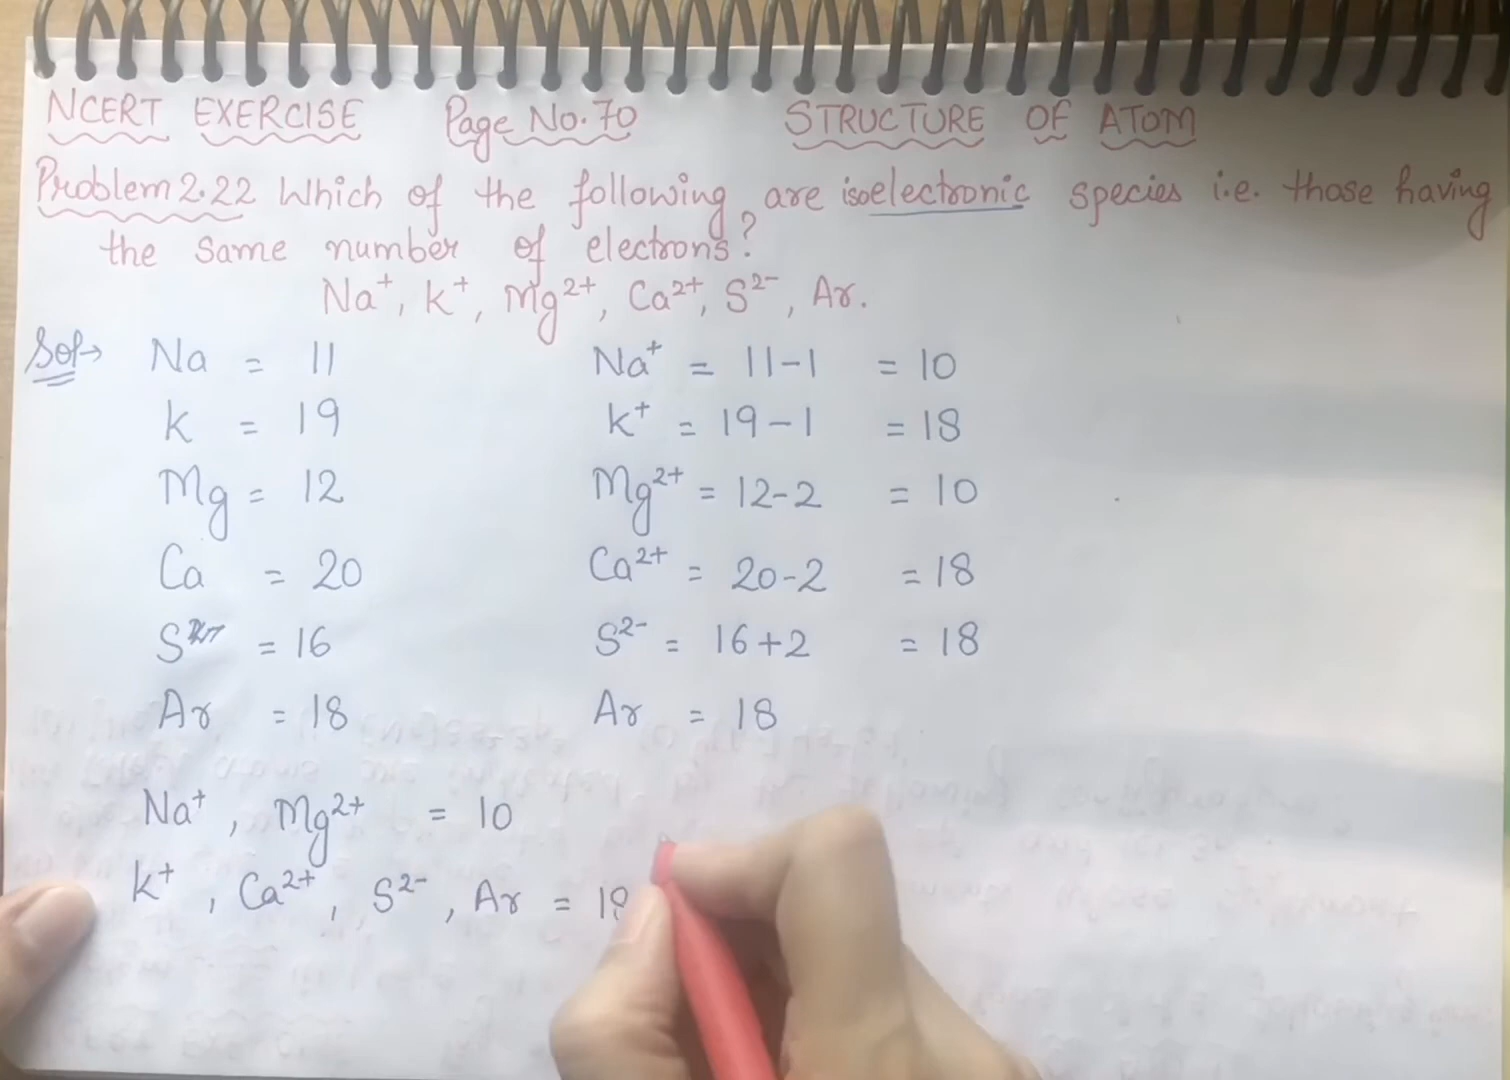 NCERT EXERCISE Page No. 70 STRUCTURE OF ATOM
Problem 2.22 Which of the following are isoelectronic species i.e. those having
the same number of electrons?
Na⁺, K⁺, Mg²⁺, Ca²⁺, S²⁻, Ar.
Sol→ Na = 11 Na⁺ = 11-1 = 10
K = 19 K⁺ = 19-1 = 18
Mg = 12 Mg²⁺ = 12-2 = 10
Ca = 20 Ca²⁺ = 20-2 = 18
S = 16 S²⁻ = 16+2 = 18
Ar = 18 Ar = 18
Na⁺, Mg²⁺ = 10
K⁺, Ca²⁺, S²⁻, Ar = 18